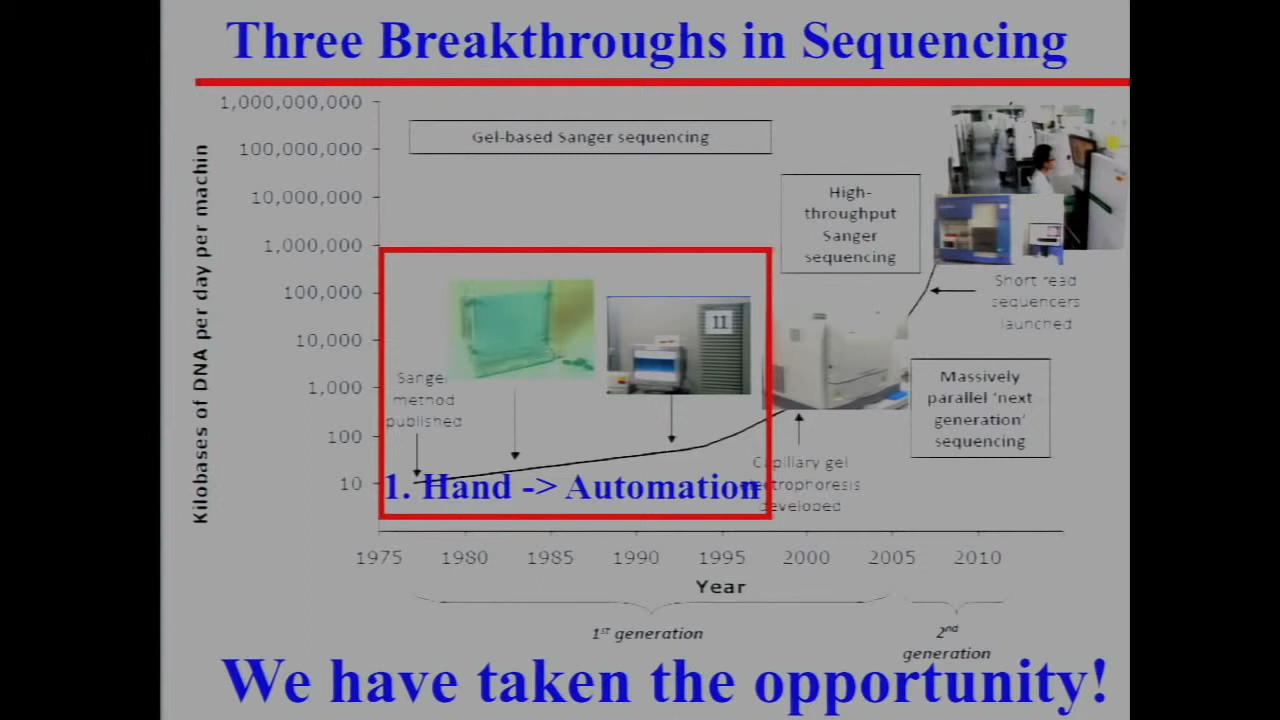 Three Breakthroughs in Sequencing
1,000,000,000
100,000,000
10,000,000
1,000,000
100,000
10,000
1,000
100
10
Kilobases of DNA per day per machin
Gel-based Sanger sequencing
High-
throughput
Sanger
sequencing
11
Short read
sequencers
launched
Massively
parallel ‘next
generation’
sequencing
Sange
method
published
Capillary gel
ectrophoresis
developed
1. Hand -> Automation
1975 1980 1985 1990 1995 2000 2005 2010
Year
1ST generation
2nd
generation
We have taken the opportunity!